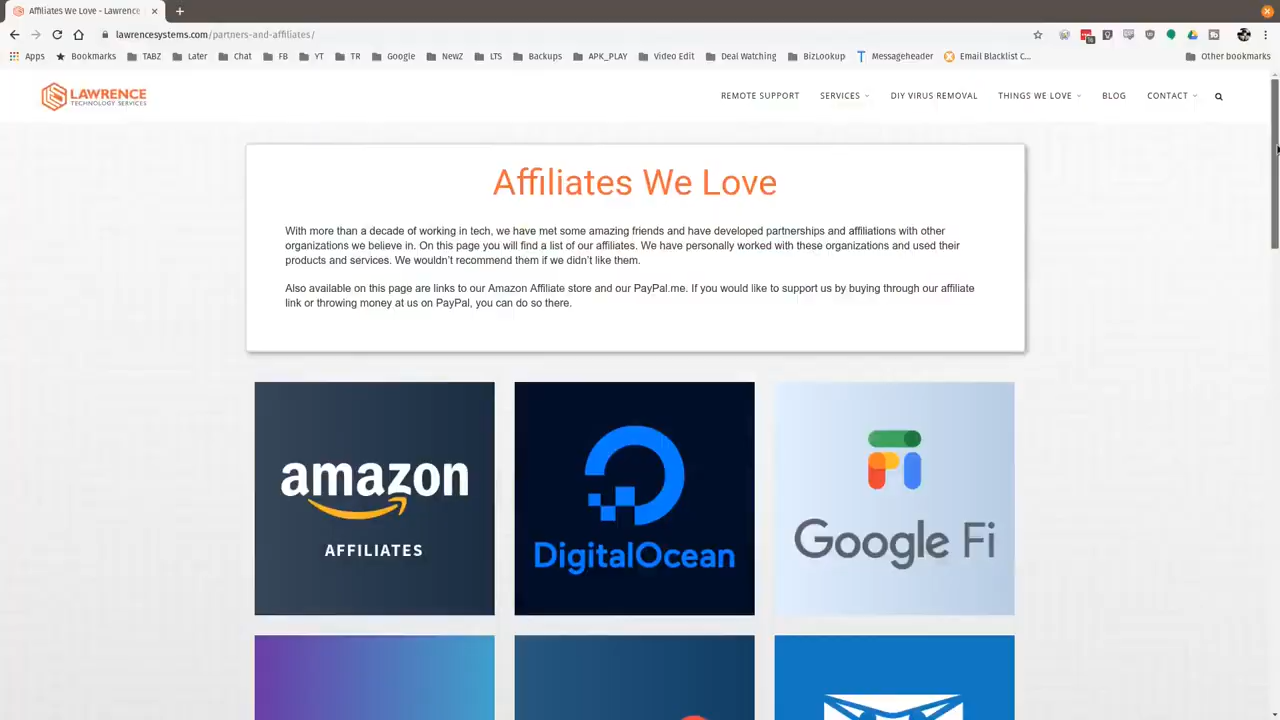 Affiliates We Love - Lawrence
lawrencesystems.com/partners-and-affiliates/
Apps Bookmarks TABZ Later Chat FB YT TR Google NewZ LTS Backups APK_PLAY Video Edit Deal Watching BizLookup Messageheader Email Blacklist C... Other bookmarks
LAWRENCE
TECHNOLOGY SERVICES
REMOTE SUPPORT SERVICES DIY VIRUS REMOVAL THINGS WE LOVE BLOG CONTACT
Affiliates We Love
With more than a decade of working in tech, we have met some amazing friends and have developed partnerships and affiliations with other
organizations we believe in. On this page you will find a list of our affiliates. We have personally worked with these organizations and used their
products and services. We wouldn't recommend them if we didn't like them.
Also available on this page are links to our Amazon Affiliate store and our PayPal.me. If you would like to support us by buying through our affiliate
link or throwing money at us on PayPal, you can do so there.
amazon
AFFILIATES
DigitalOcean
Google Fi